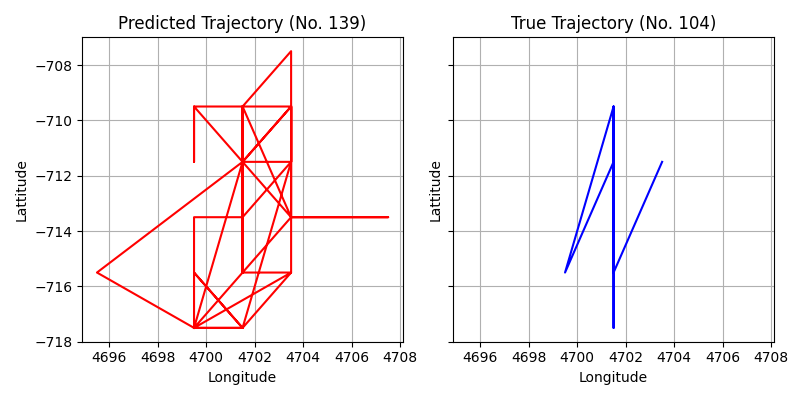 Predicted Trajectory (No. 139)
True Trajectory (No. 104)
Lattitude
Lattitude
−708
−710
−712
−714
−716
−718
4696 4698 4700 4702 4704 4706 4708
4696 4698 4700 4702 4704 4706 4708
Longitude
Longitude